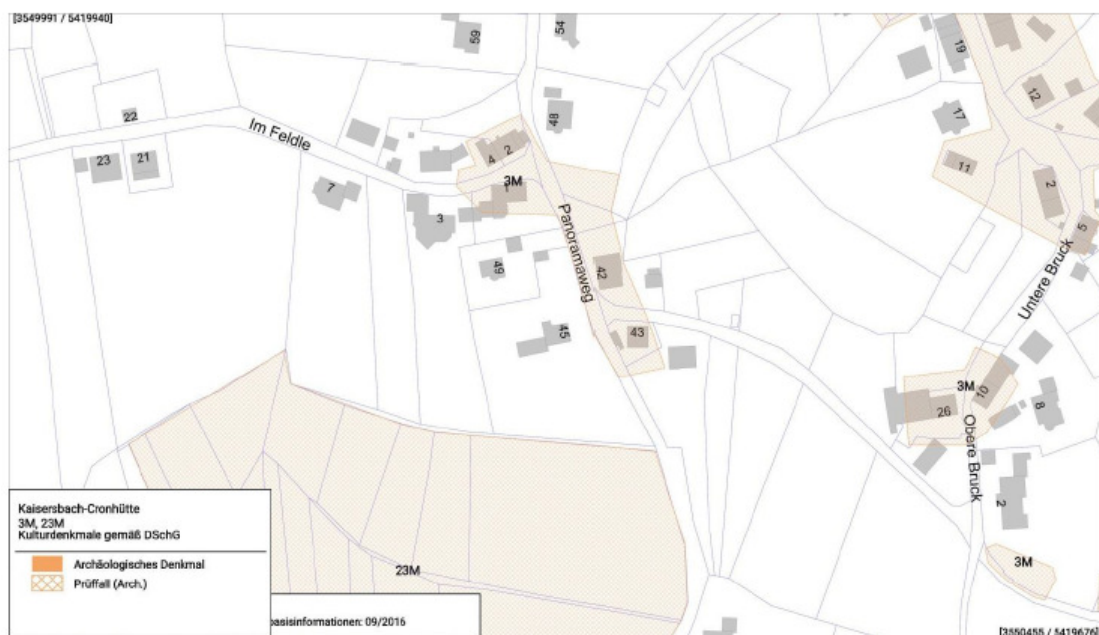 [3549991 / 5419940]
59
54
19
12
22
48
17
Im Feldle
4 2
11
23
21
3M
2
7
1
3
5
Panoramaweg
49
42
Untere Bruck
43
45
3M
10
26
8
Obere Bruck
2
Kaisersbach-Cronhütte
3M, 23M
Kulturdenkmale gemäß DSchG
Archäologisches Denkmal
Prüffall (Arch.)
23M
3M
basisinformationen: 09/2016
[3550455 / 5419676]